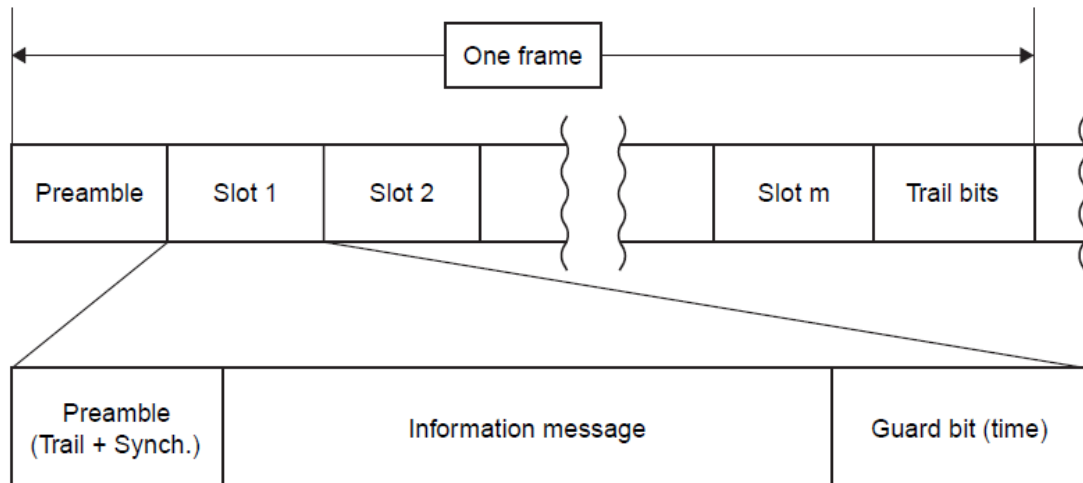 One frame
Preamble
Slot 1
Slot 2
Slot m
Trail bits
Preamble
(Trail + Synch.)
Information message
Guard bit (time)